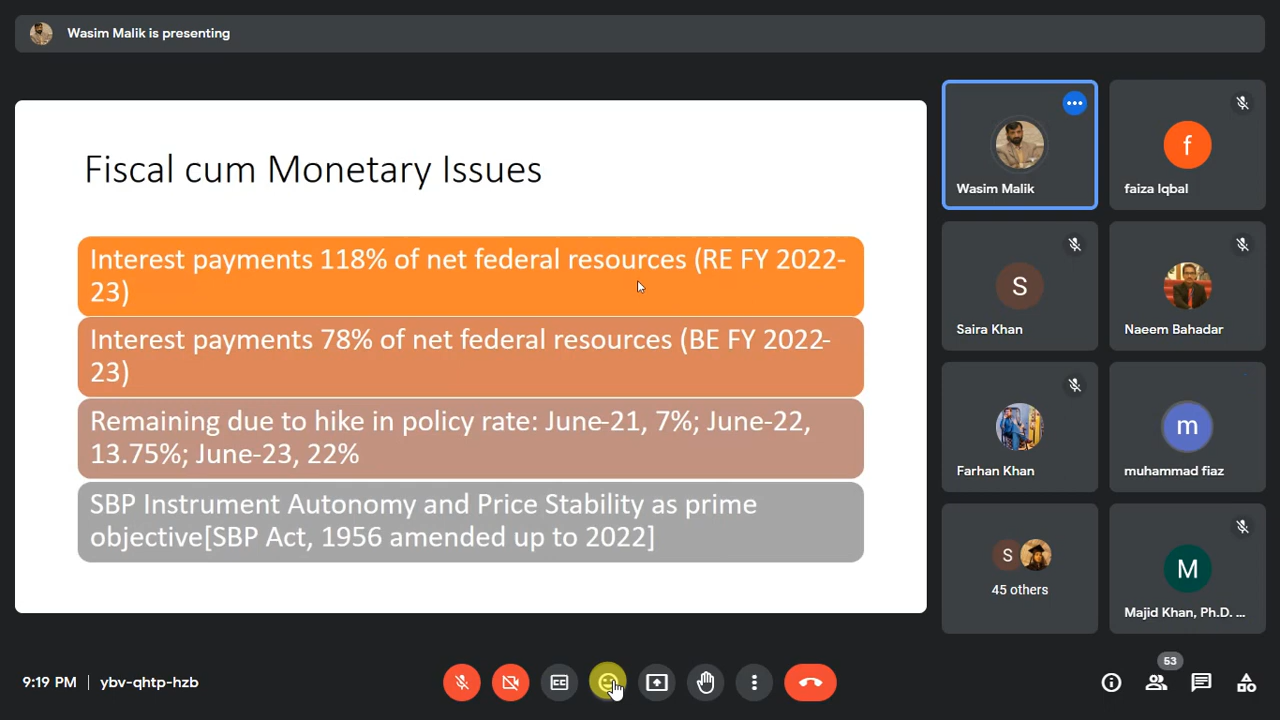 Wasim Malik is presenting
Fiscal cum Monetary Issues
Interest payments 118% of net federal resources (RE FY 2022-
23)
Interest payments 78% of net federal resources (BE FY 2022-
23)
Remaining due to hike in policy rate: June-21, 7%; June-22,
13.75%; June-23, 22%
SBP Instrument Autonomy and Price Stability as prime
objective[SBP Act, 1956 amended up to 2022]
Wasim Malik
f
faiza Iqbal
S
Saira Khan
Naeem Bahadar
Farhan Khan
m
muhammad fiaz
S
45 others
M
Majid Khan, Ph.D. ...
9:19 PM | ybv-qhtp-hzb
CC
53